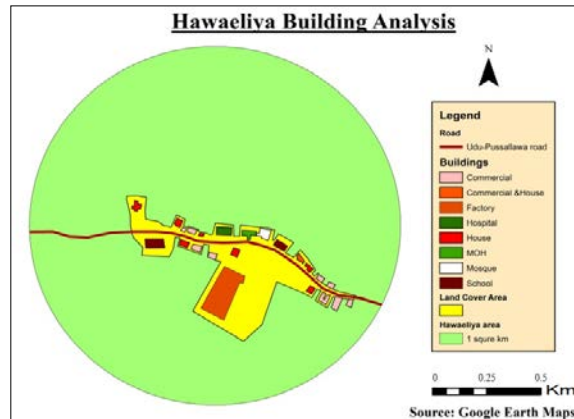 Hawaeliya Building Analysis
N
Legend
Road
Udu-Pussallawa road
Buildings
Commercial
Commercial &House
Factory
Hospital
House
MOH
Mosque
School
Land Cover Area
Hawaeliya area
1 squre km
0 0.25 0.5
Km
Source: Google Earth Maps